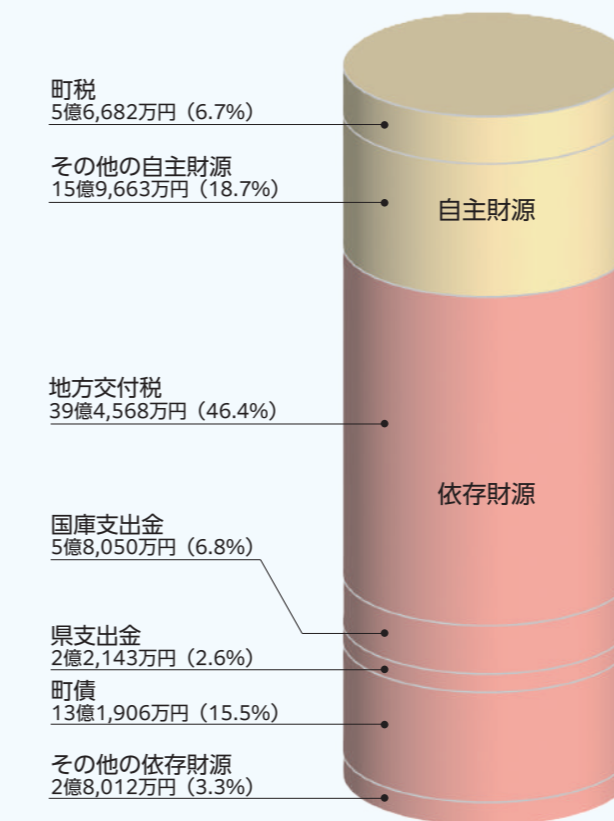 町税
5億6,682万円（6.7%）
その他の自主財源
15億9,663万円（18.7%）
自主財源
地方交付税
39億4,568万円（46.4%）
依存財源
国庫支出金
5億8,050万円（6.8%）
県支出金
2億2,143万円（2.6%）
町債
13億1,906万円（15.5%）
その他の依存財源
2億8,012万円（3.3%）